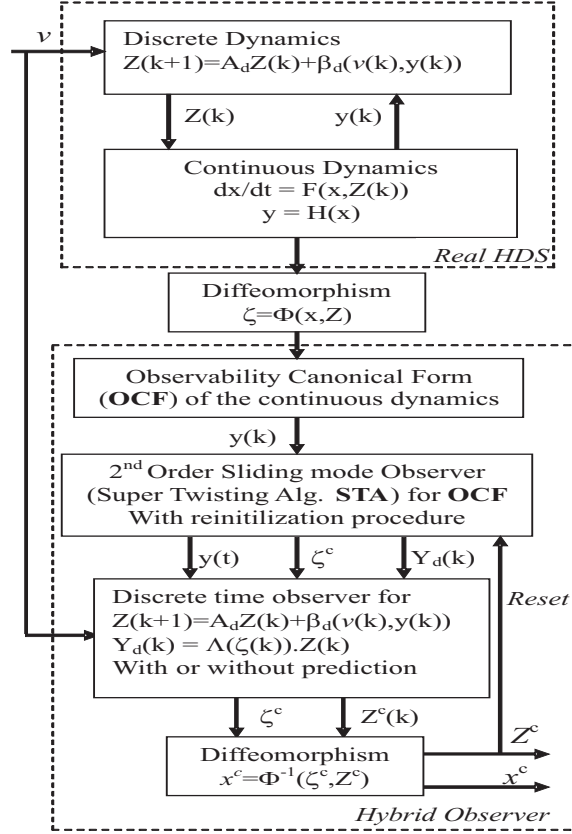 ν
Discrete Dynamics
Z(k+1)=A_dZ(k)+β_d(ν(k),y(k))
Z(k)
y(k)
Continuous Dynamics
dx/dt = F(x,Z(k))
y = H(x)
Real HDS
Diffeomorphism
ζ=Φ(x,Z)
Observability Canonical Form
(OCF) of the continuous dynamics
y(k)
2nd Order Sliding mode Observer
(Super Twisting Alg. STA) for OCF
With reinitilization procedure
y(t)
ζ^c
Y_d(k)
Reset
Discrete time observer for
Z(k+1)=A_dZ(k)+β_d(ν(k),y(k))
Y_d(k) = Λ(ζ(k)).Z(k)
With or without prediction
ζ^c
Z^c(k)
Diffeomorphism
x^c=Φ^-1(ζ^c,Z^c)
Z^c
x^c
Hybrid Observer